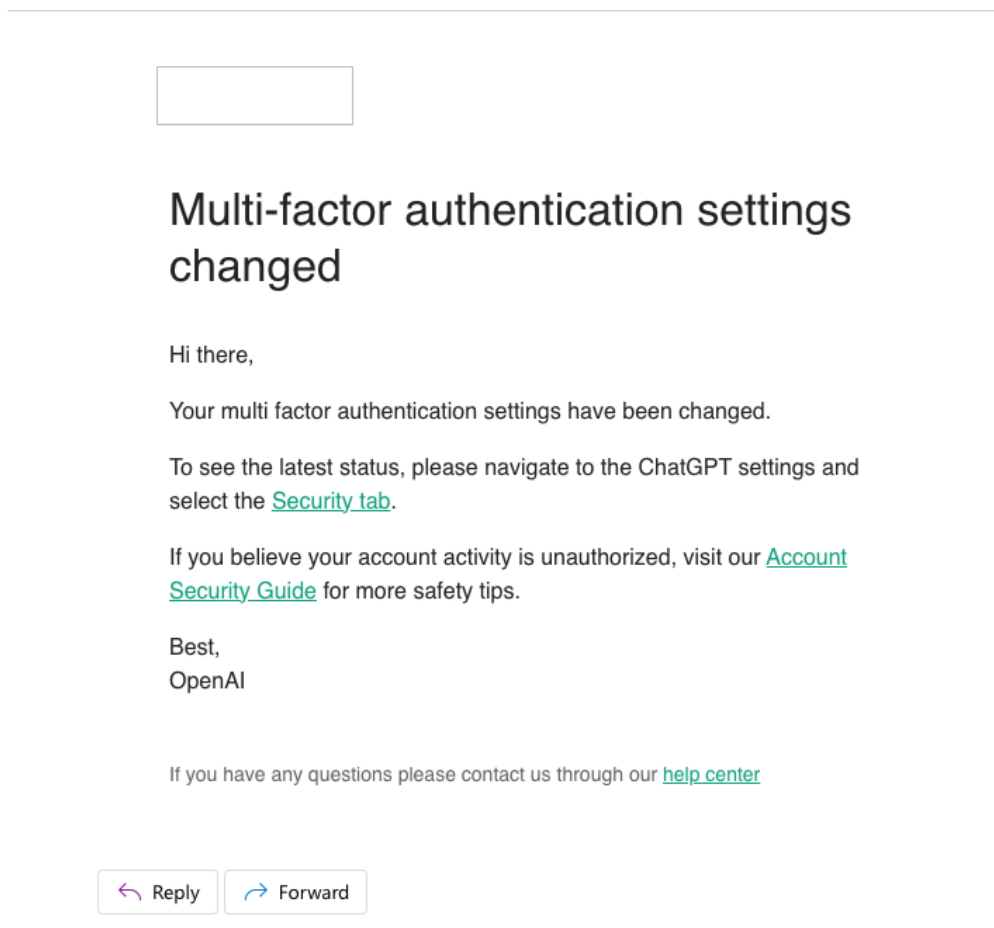 Multi-factor authentication settings
changed
Hi there,
Your multi factor authentication settings have been changed.
To see the latest status, please navigate to the ChatGPT settings and
select the Security tab.
If you believe your account activity is unauthorized, visit our Account
Security Guide for more safety tips.
Best,
OpenAI
If you have any questions please contact us through our help center
Reply Forward